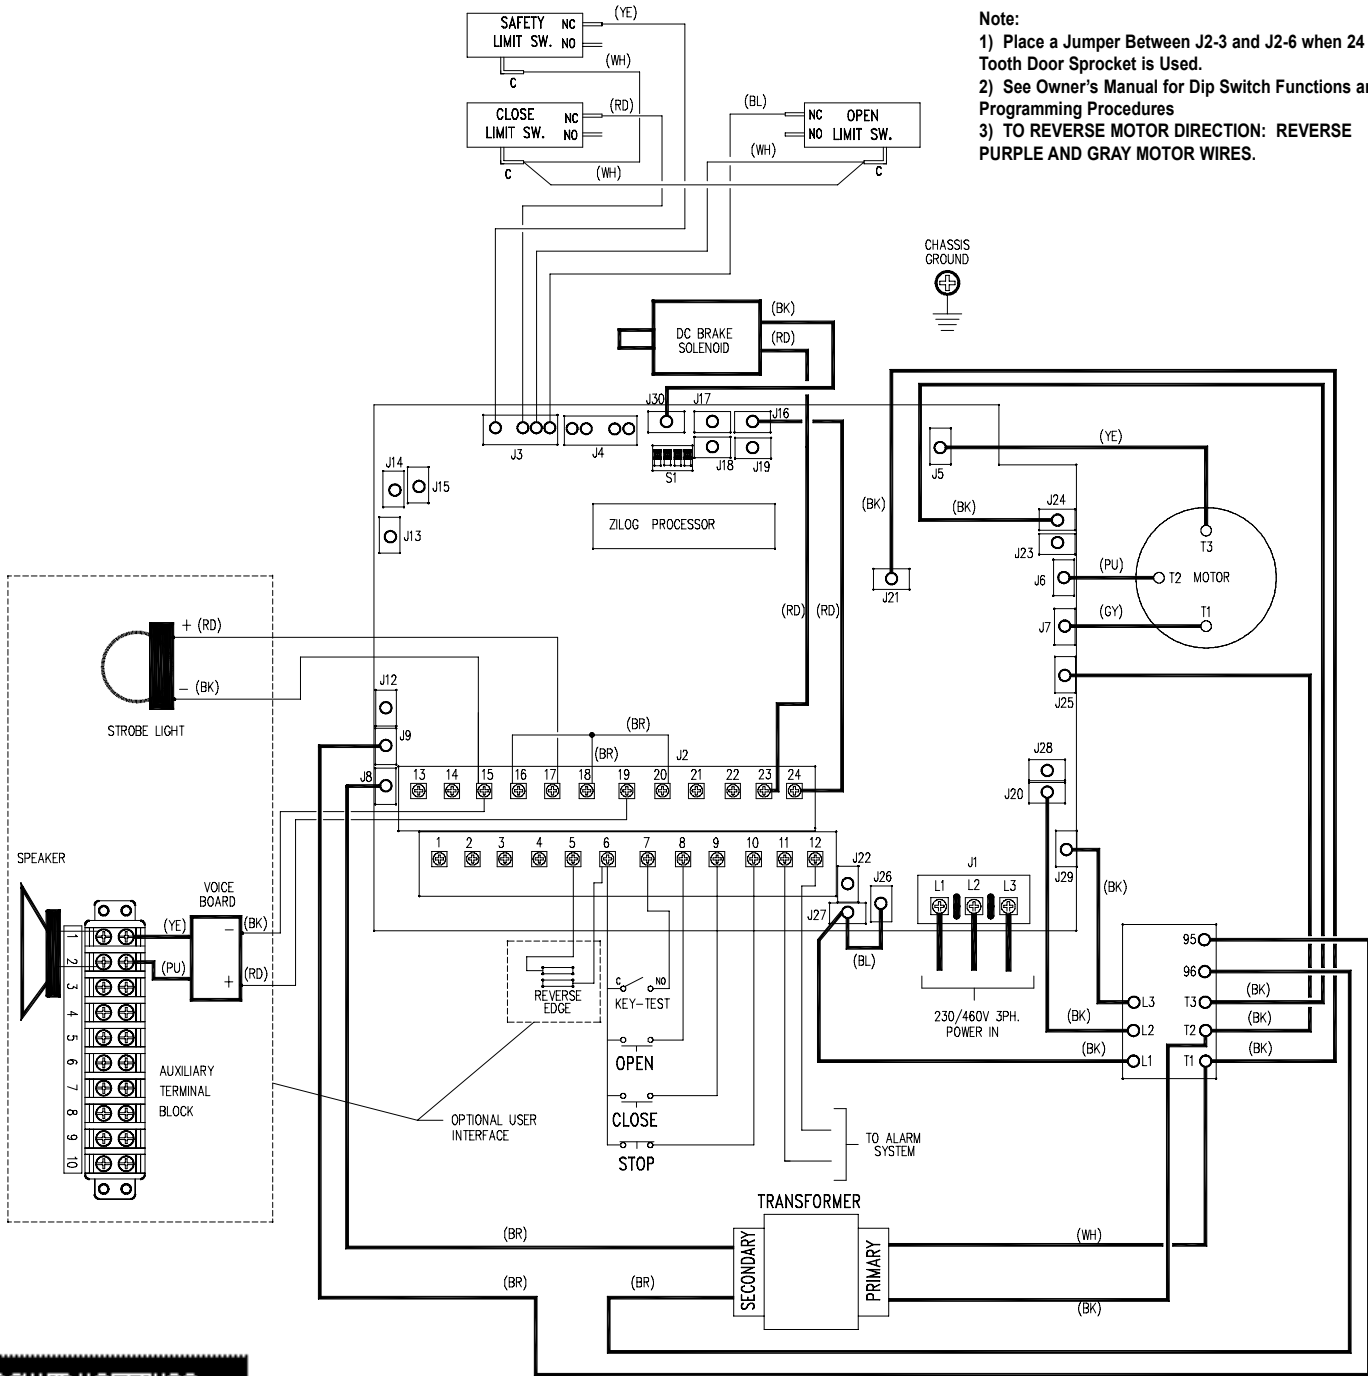 SAFETY NC
LIMIT SW. NO
(YE)
(WH)
C
CLOSE NC
LIMIT SW. NO
(RD)
C
(WH)
(BL)
NC OPEN
NO LIMIT SW.
(WH)
C
Note:
1) Place a Jumper Between J2-3 and J2-6 when 24
Tooth Door Sprocket is Used.
2) See Owner's Manual for Dip Switch Functions
Programming Procedures
3) TO REVERSE MOTOR DIRECTION: REVERSE
PURPLE AND GRAY MOTOR WIRES.
CHASSIS
GROUND
DC BRAKE
SOLENOID
(BK)
(RD)
J30 J17 J16
J3 J4
J18 J19
S1
J14
J15
J13
ZILOG PROCESSOR
(BK)
J21
J5
(YE)
(BK)
J24
J23
T3
J6
(PU)
T2 MOTOR
J7
(GY)
T1
J25
(RD) (RD)
+ (RD)
- (BK)
STROBE LIGHT
J12
J9
J8
(BR)
(BR)
J2
13 14 15 16 17 18 19 20 21 22 23 24
1 2 3 4 5 6 7 8 9 10 11 12
J28
J20
J29
J22
J26
J27
(BL)
J1
L1 L2 L3
230/460V 3PH.
POWER IN
(BK)
95
96
L3 T3
L2 T2
L1 T1
(BK)
(BK)
(BK)
(BK)
SPEAKER
VOICE
BOARD
(YE)
(PU)
-
+
(BK)
(RD)
1
2
3
4
5
6
7
8
9
10
AUXILIARY
TERMINAL
BLOCK
REVERSE
EDGE
C NO
KEY-TEST
OPEN
CLOSE
STOP
OPTIONAL USER
INTERFACE
TO ALARM
SYSTEM
TRANSFORMER
SECONDARY
PRIMARY
(BR)
(BR)
(BR)
(WH)
(BK)